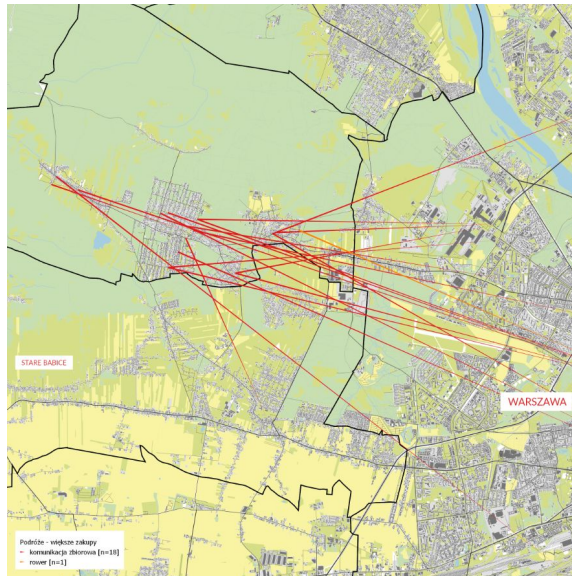 STARE BABICE
WARSZAWA
Podróże - większe zakupy
komunikacja zbiorowa [n=18]
rower [n=1]